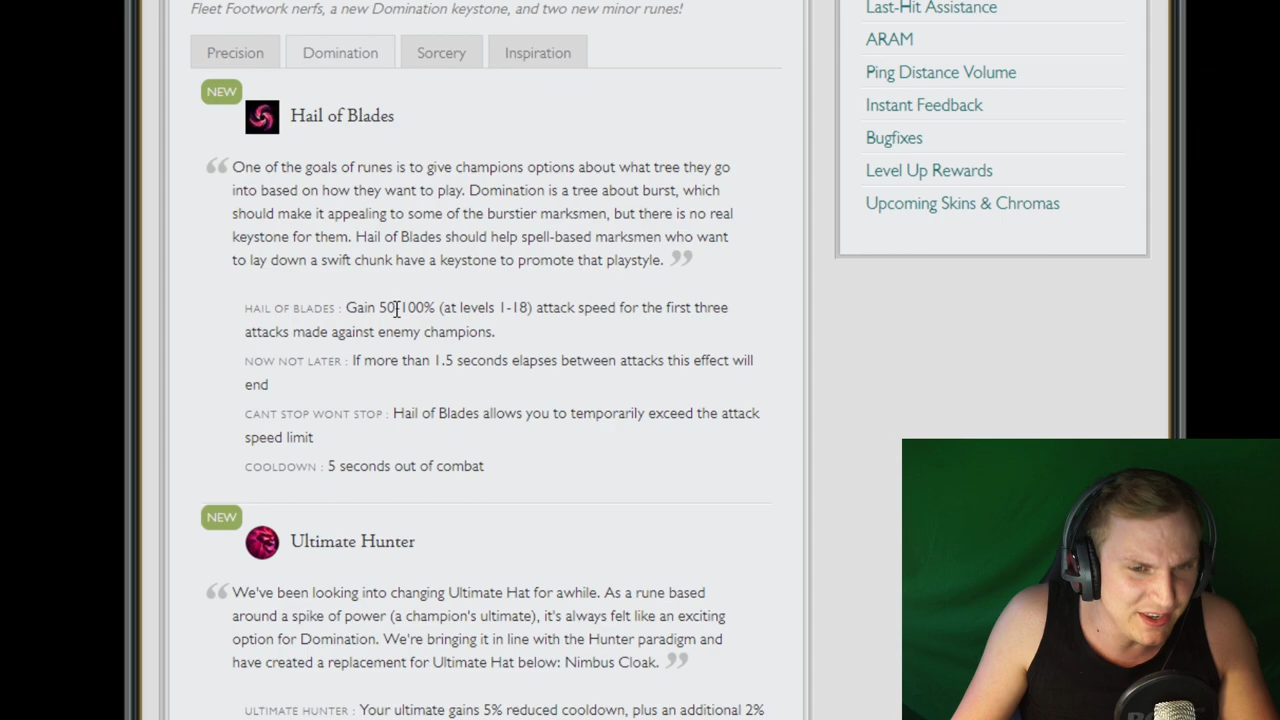 Fleet Footwork nerfs, a new Domination keystone, and two new minor runes!
Precision
Domination
Sorcery
Inspiration
NEW
Hail of Blades
One of the goals of runes is to give champions options about what tree they go
into based on how they want to play. Domination is a tree about burst, which
should make it appealing to some of the burstier marksmen, but there is no real
keystone for them. Hail of Blades should help spell-based marksmen who want
to lay down a swift chunk have a keystone to promote that playstyle.
HAIL OF BLADES : Gain 50-100% (at levels 1-18) attack speed for the first three
attacks made against enemy champions.
NOW NOT LATER : If more than 1.5 seconds elapses between attacks this effect will
end
CANT STOP WONT STOP : Hail of Blades allows you to temporarily exceed the attack
speed limit
COOLDOWN : 5 seconds out of combat
NEW
Ultimate Hunter
We've been looking into changing Ultimate Hat for awhile. As a rune based
around a spike of power (a champion's ultimate), it's always felt like an exciting
option for Domination. We're bringing it in line with the Hunter paradigm and
have created a replacement for Ultimate Hat below: Nimbus Cloak.
ULTIMATE HUNTER : Your ultimate gains 5% reduced cooldown, plus an additional 2%
Last-Hit Assistance
ARAM
Ping Distance Volume
Instant Feedback
Bugfixes
Level Up Rewards
Upcoming Skins & Chromas